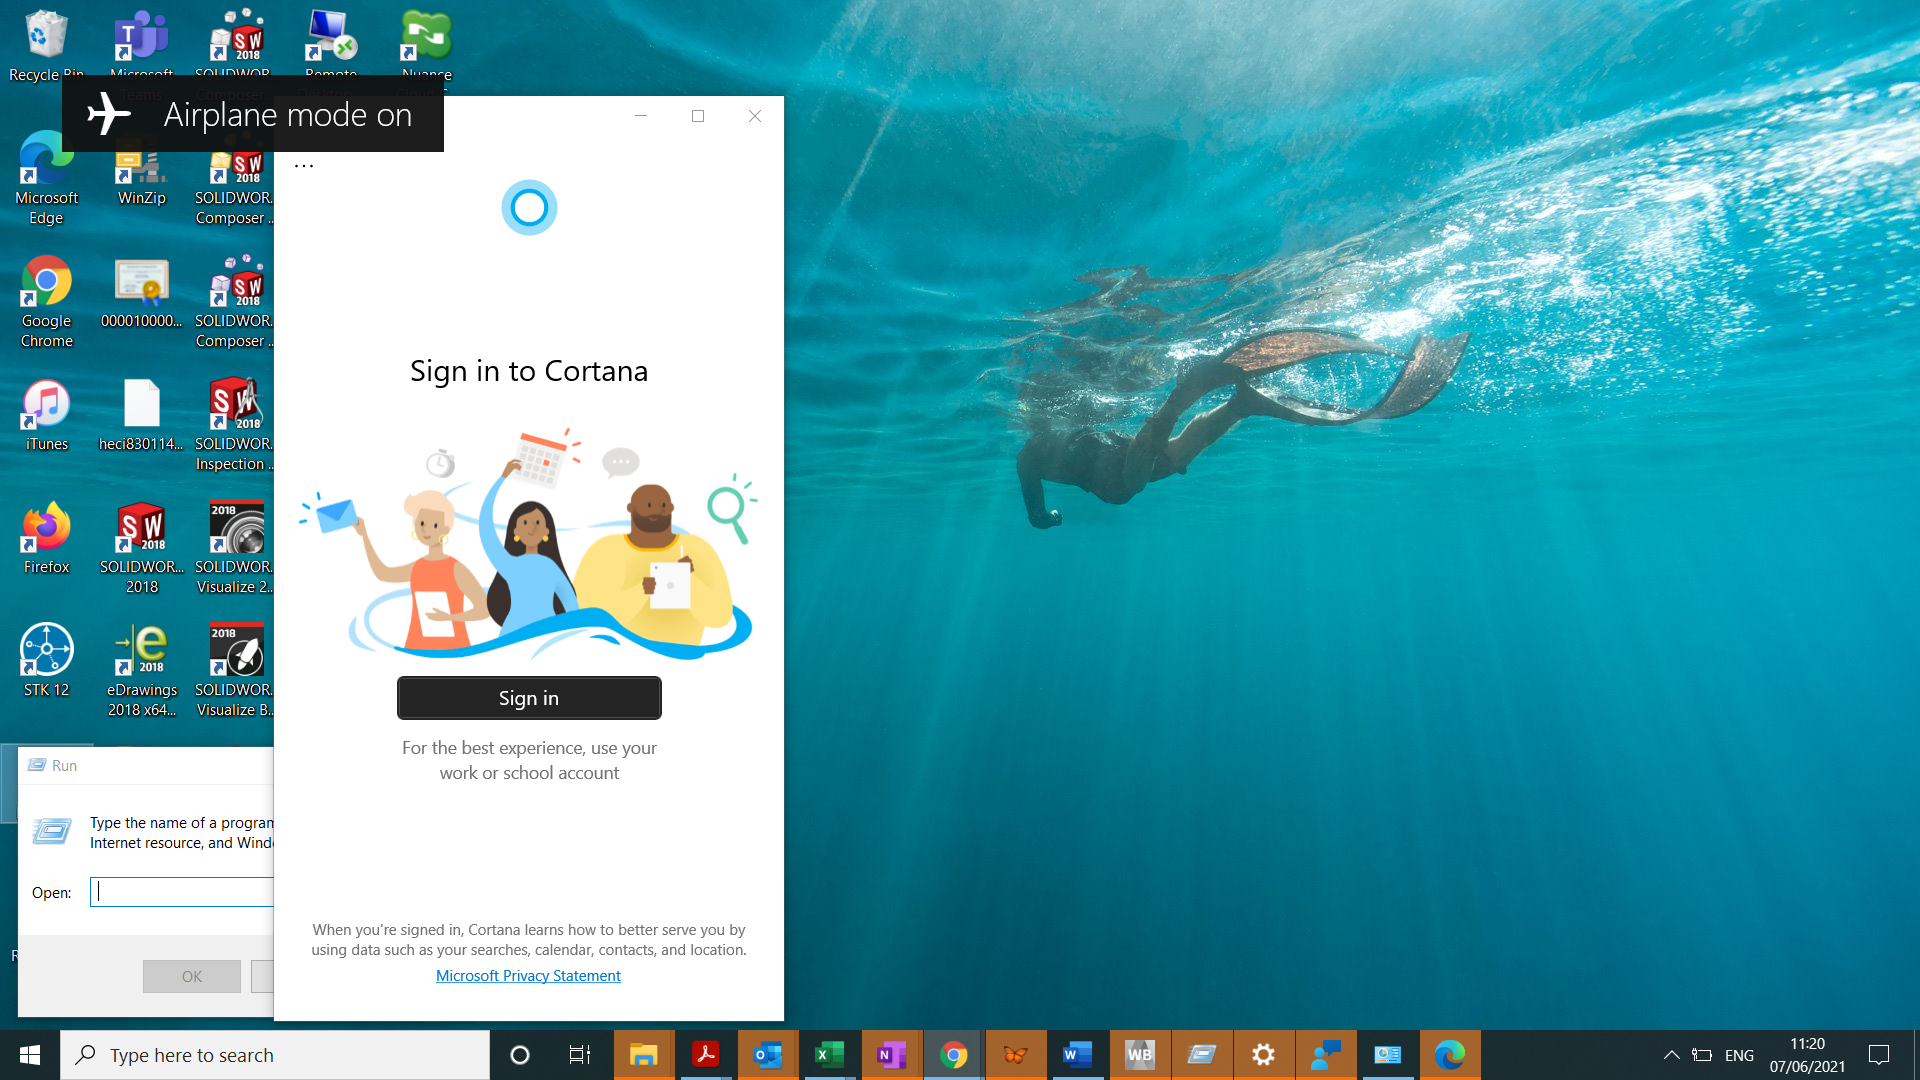 Recycle Bin
Microsoft
SOLIDWOR...
Remote
Nuance
Airplane mode on
...
Microsoft
Edge
WinZip
SOLIDWOR...
Composer ...
Google
Chrome
000010000...
SOLIDWOR...
Composer ...
iTunes
heci830114...
SOLIDWOR...
Inspection ...
Firefox
SOLIDWOR...
2018
SOLIDWOR...
Visualize 2...
STK 12
eDrawings
2018 x64...
SOLIDWOR...
Visualize B...
Sign in to Cortana
Sign in
For the best experience, use your
work or school account
When you're signed in, Cortana learns how to better serve you by
using data such as your searches, calendar, contacts, and location.
Microsoft Privacy Statement
Run
Type the name of a program
Internet resource, and Windo
Open:
OK
Type here to search
ENG
11:20
07/06/2021